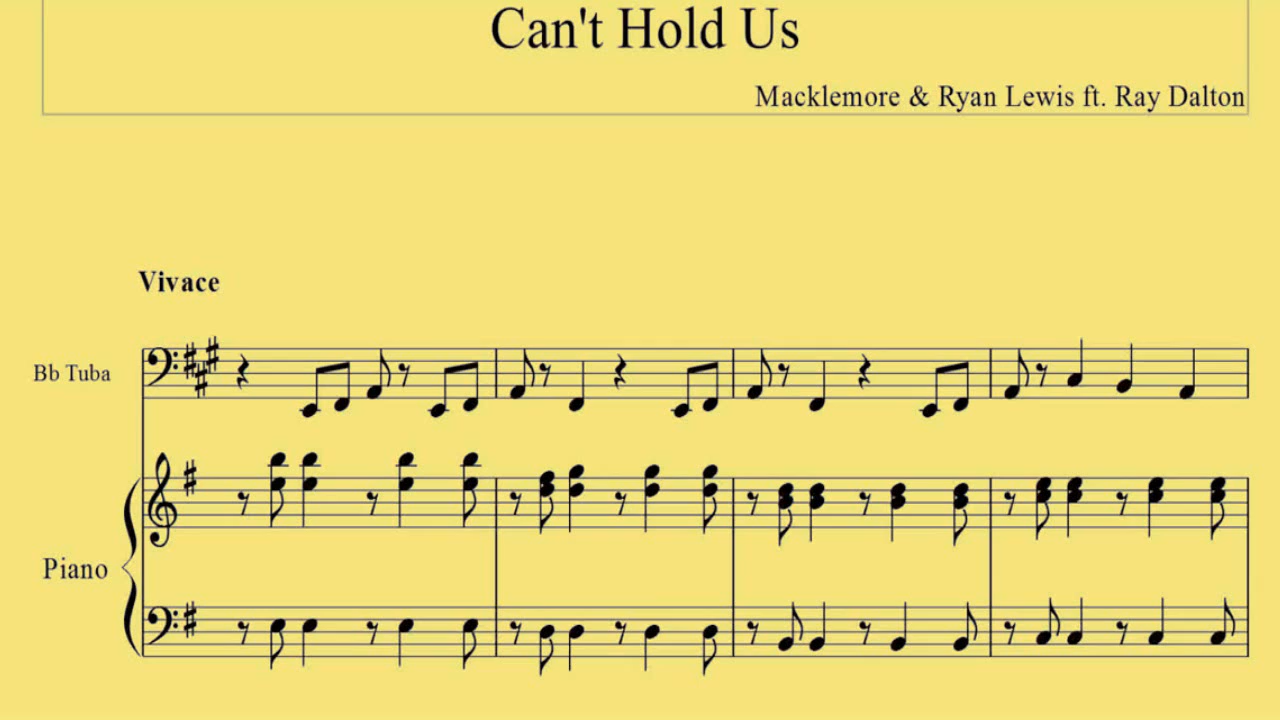 Can't Hold Us
Macklemore & Ryan Lewis ft. Ray Dalton
Vivace
Bb Tuba
Piano